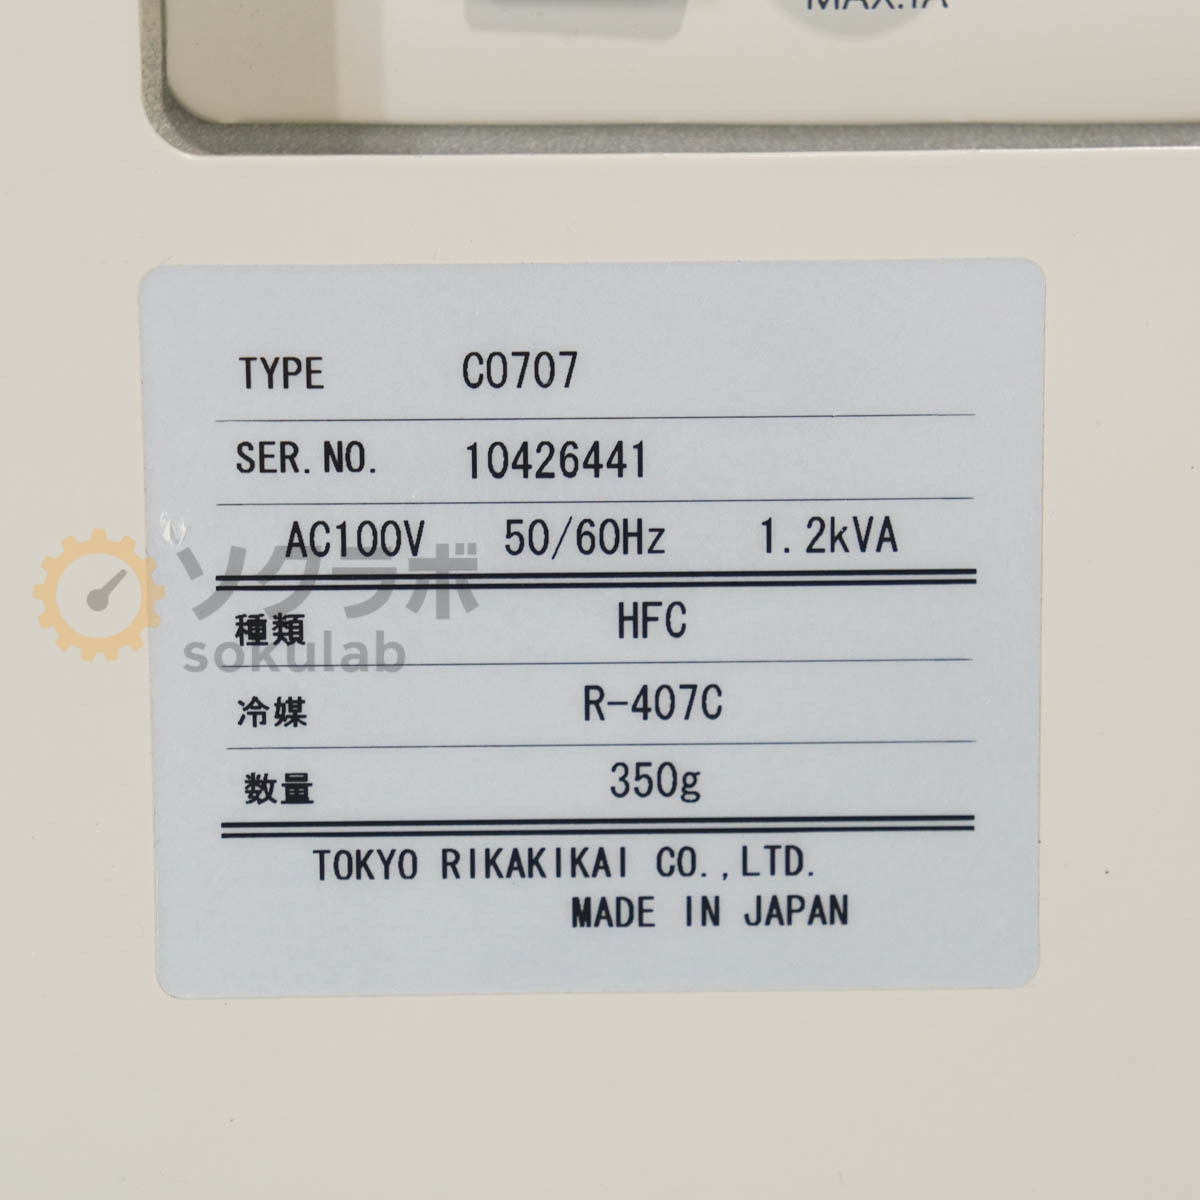 MAX.1A
TYPE C0707
SER.NO. 10426441
AC100V 50/60Hz 1.2kVA
ソクラボ
sokulab
種類 HFC
冷媒 R-407C
数量 350g
TOKYO RIKAKIKAI CO.,LTD.
MADE IN JAPAN